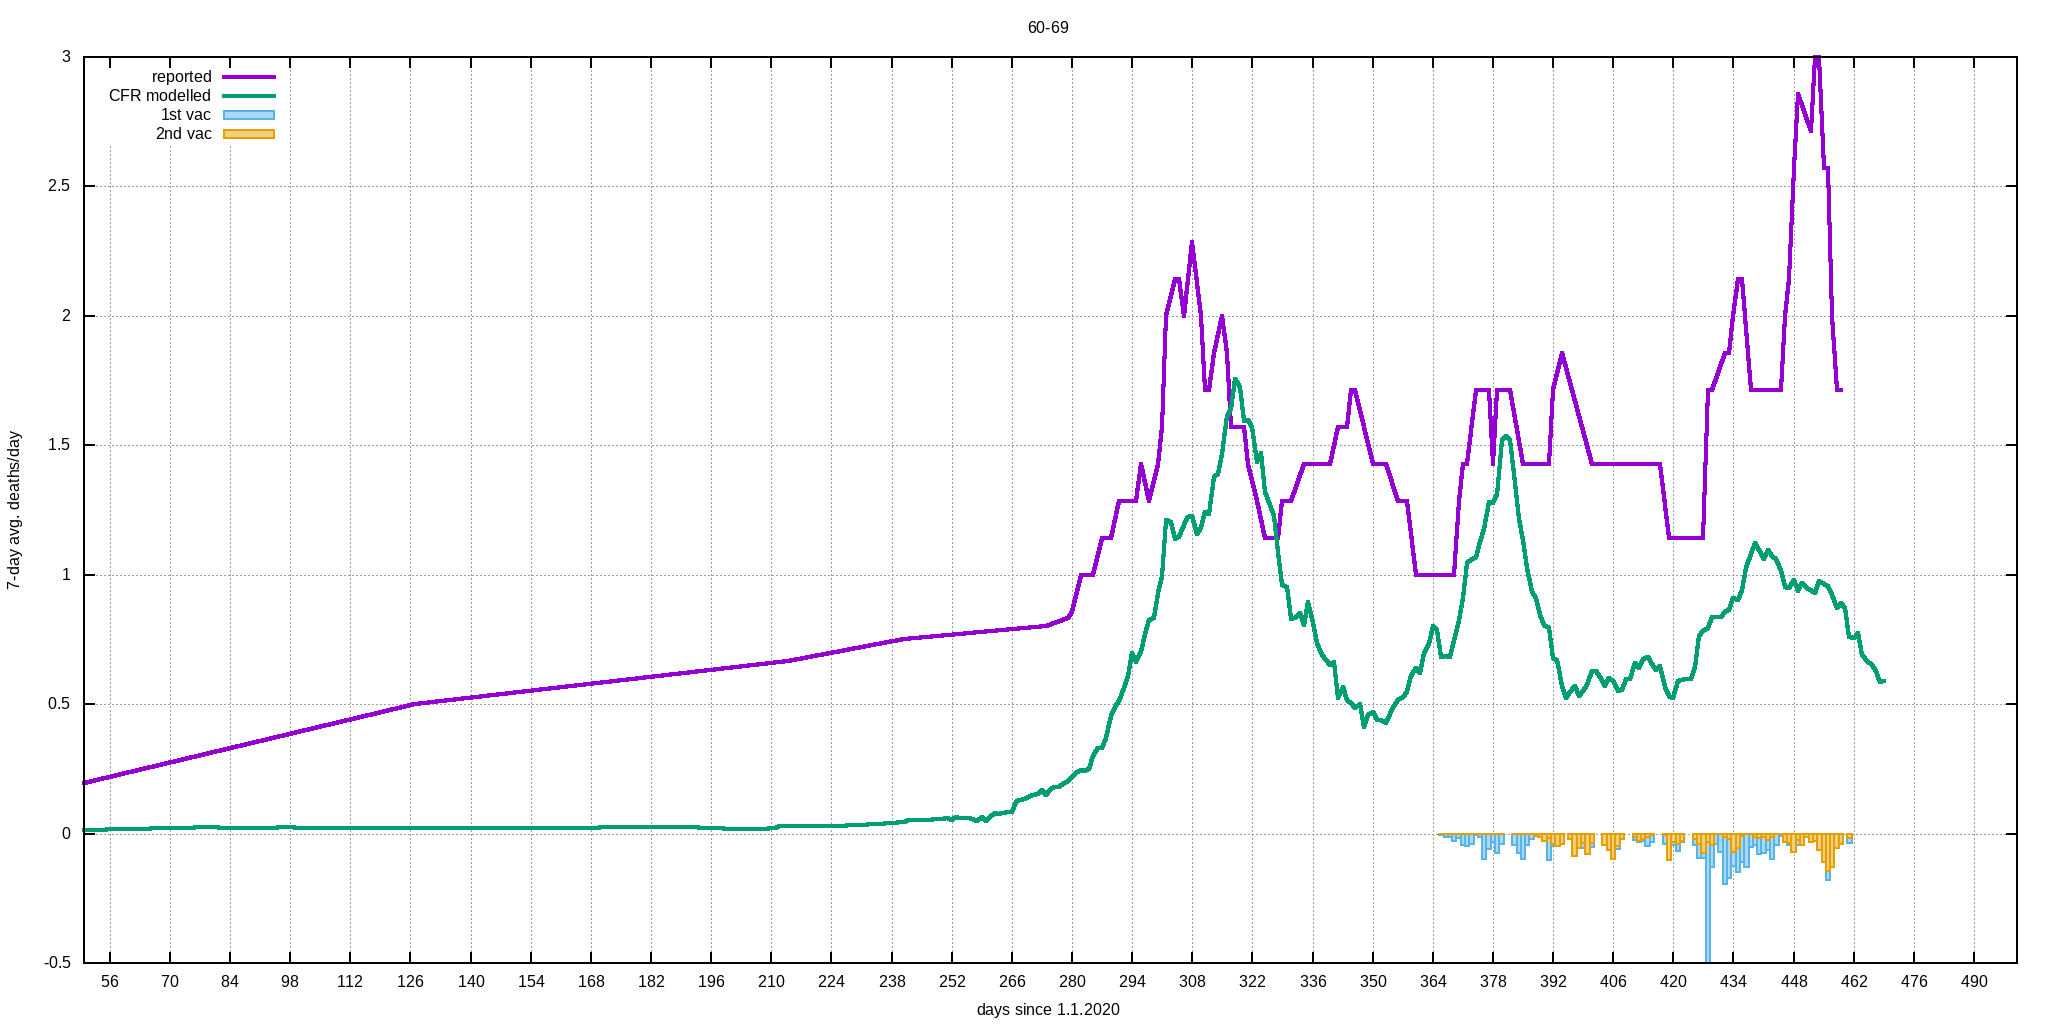 60-69
reported
CFR modelled
1st vac
2nd vac
3
2.5
2
1.5
1
0.5
0
-0.5
7-day avg. deaths/day
56 70 84 98 112 126 140 154 168 182 196 210 224 238 252 266 280 294 308 322 336 350 364 378 392 406 420 434 448 462 476 490
days since 1.1.2020